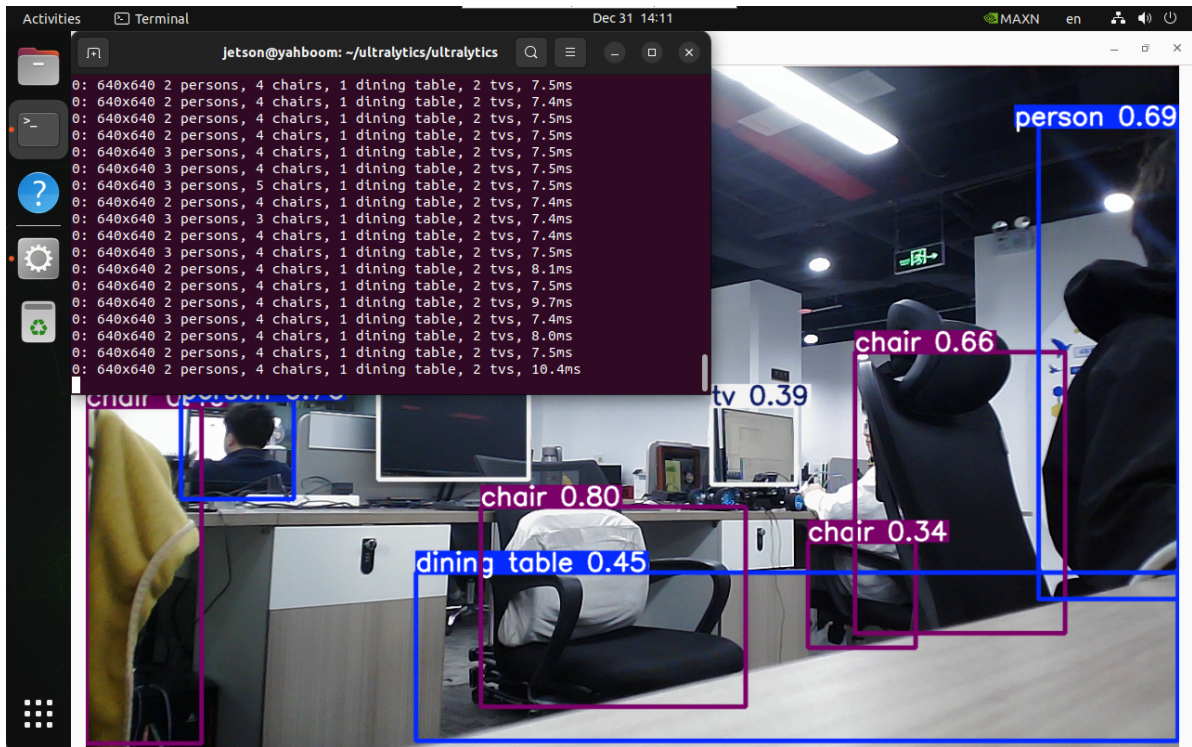 Activities
Terminal
Dec 31 14:11
MAXN
en
jetson@yahboom: ~/ultralytics/ultralytics
0: 640x640 2 persons, 4 chairs, 1 dining table, 2 tvs, 7.5ms
0: 640x640 2 persons, 4 chairs, 1 dining table, 2 tvs, 7.4ms
0: 640x640 2 persons, 4 chairs, 1 dining table, 2 tvs, 7.5ms
0: 640x640 2 persons, 4 chairs, 1 dining table, 2 tvs, 7.5ms
0: 640x640 3 persons, 4 chairs, 1 dining table, 2 tvs, 7.5ms
0: 640x640 3 persons, 4 chairs, 1 dining table, 2 tvs, 7.5ms
0: 640x640 3 persons, 5 chairs, 1 dining table, 2 tvs, 7.5ms
0: 640x640 2 persons, 4 chairs, 1 dining table, 2 tvs, 7.4ms
0: 640x640 3 persons, 3 chairs, 1 dining table, 2 tvs, 7.4ms
0: 640x640 2 persons, 4 chairs, 1 dining table, 2 tvs, 7.4ms
0: 640x640 3 persons, 4 chairs, 1 dining table, 2 tvs, 7.5ms
0: 640x640 2 persons, 4 chairs, 1 dining table, 2 tvs, 8.1ms
0: 640x640 2 persons, 4 chairs, 1 dining table, 2 tvs, 7.5ms
0: 640x640 2 persons, 4 chairs, 1 dining table, 2 tvs, 9.7ms
0: 640x640 3 persons, 4 chairs, 1 dining table, 2 tvs, 7.4ms
0: 640x640 2 persons, 4 chairs, 1 dining table, 2 tvs, 8.0ms
0: 640x640 2 persons, 4 chairs, 1 dining table, 2 tvs, 7.5ms
0: 640x640 2 persons, 4 chairs, 1 dining table, 2 tvs, 10.4ms
person 0.69
chair 0.66
chair
person
tv 0.39
chair 0.80
chair 0.34
dining table 0.45